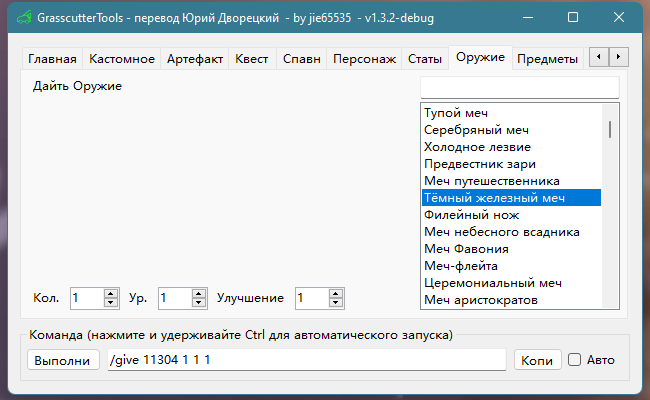 GrasscutterTools - перевод Юрий Дворецкий - by jie65535 - v1.3.2-debug
Главная Кастомное Артефакт Квест Спавн Персонаж Статы Оружие Предметы
Дайть Оружие
Тупой меч
Серебряный меч
Холодное лезвие
Предвестник зари
Меч путешественника
Тёмный железный меч
Филейный нож
Меч небесного всадника
Меч Фавония
Меч-флейта
Церемониальный меч
Меч аристократов
Кол. 1 Ур. 1 Улучшение 1
Команда (нажмите и удерживайте Ctrl для автоматического запуска)
Выполни /give 11304 1 1 1 Копи Авто